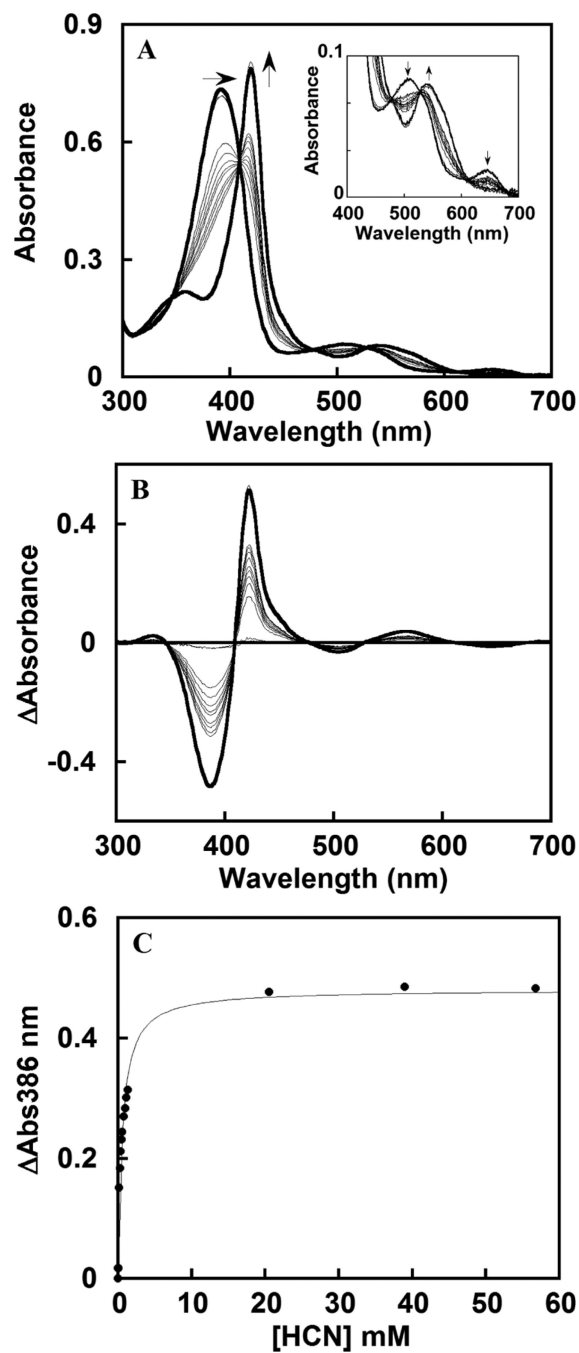 A
0.9
0.6
0.3
0
Absorbance
300 400 500 600 700
Wavelength (nm)
0.1
0
Absorbance
400 500 600 700
Wavelength (nm)
B
0.4
0
-0.4
ΔAbsorbance
300 400 500 600 700
Wavelength (nm)
C
0.6
0.4
0.2
0
ΔAbs386 nm
0 10 20 30 40 50 60
[HCN] mM